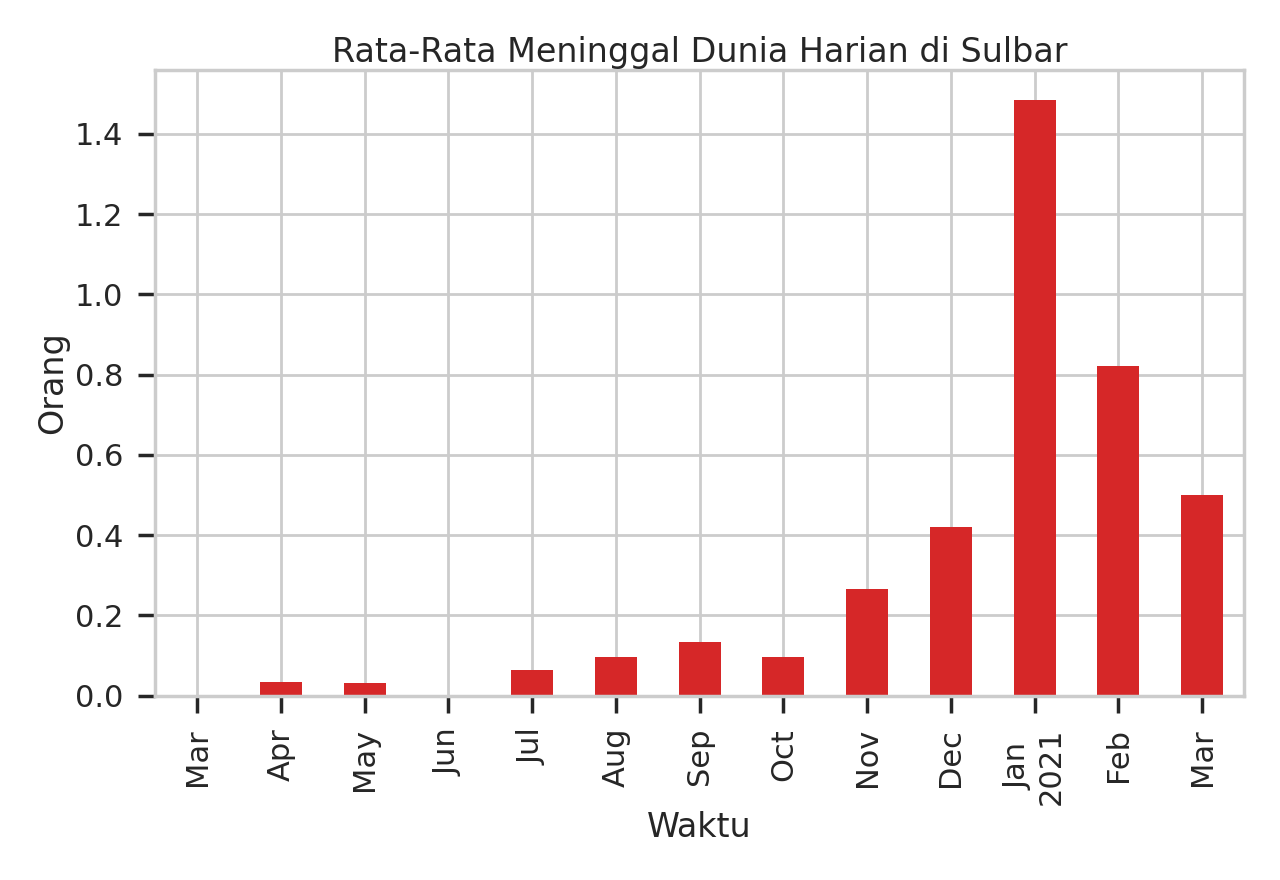 Rata-Rata Meninggal Dunia Harian di Sulbar
Orang
1.4
1.2
1.0
0.8
0.6
0.4
0.2
0.0
Mar
Apr
May
Jun
Jul
Aug
Sep
Oct
Nov
Dec
Jan
2021
Feb
Mar
Waktu